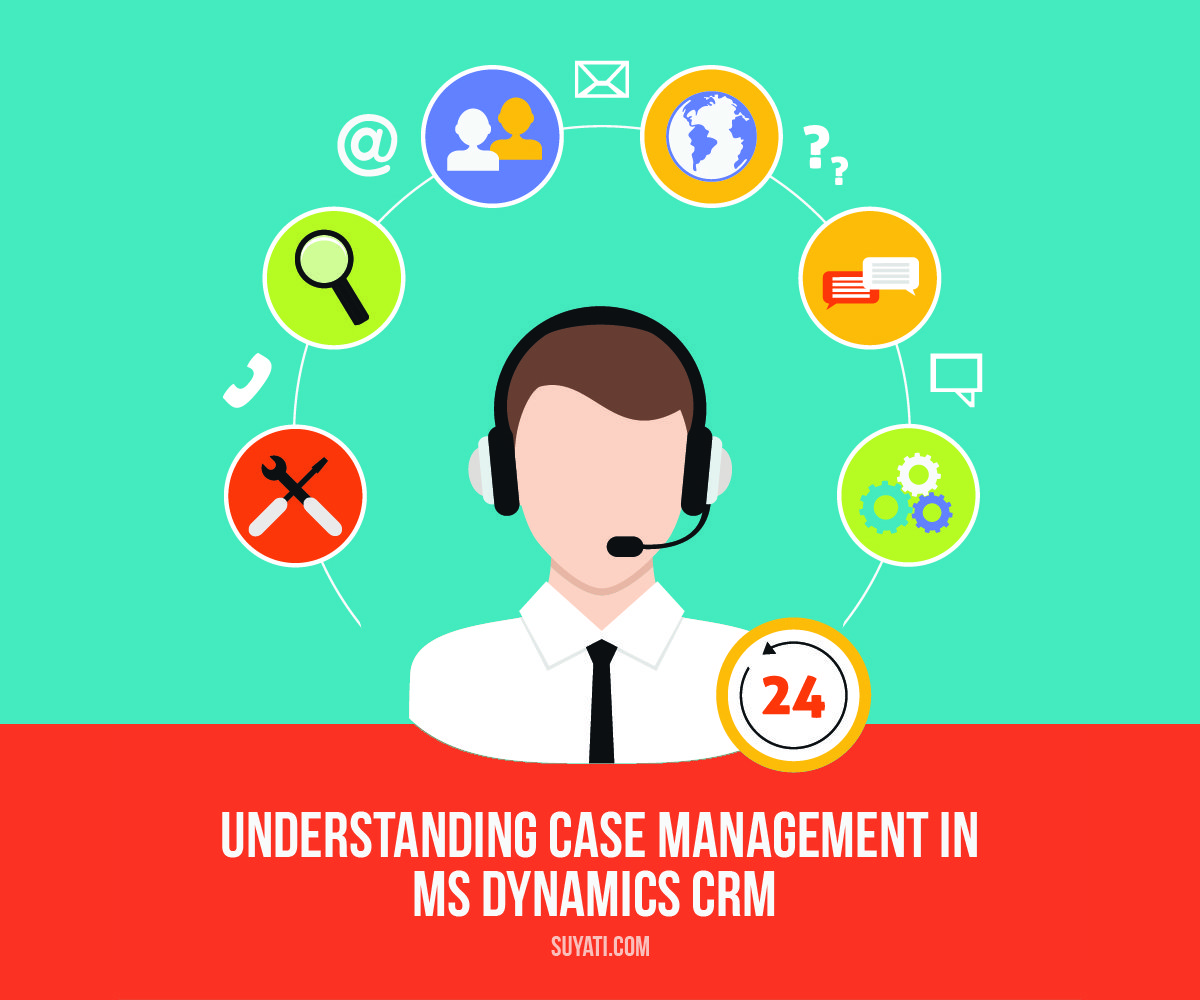 @
?
?
24
UNDERSTANDING CASE MANAGEMENT IN
MS DYNAMICS CRM
SUYATI.COM